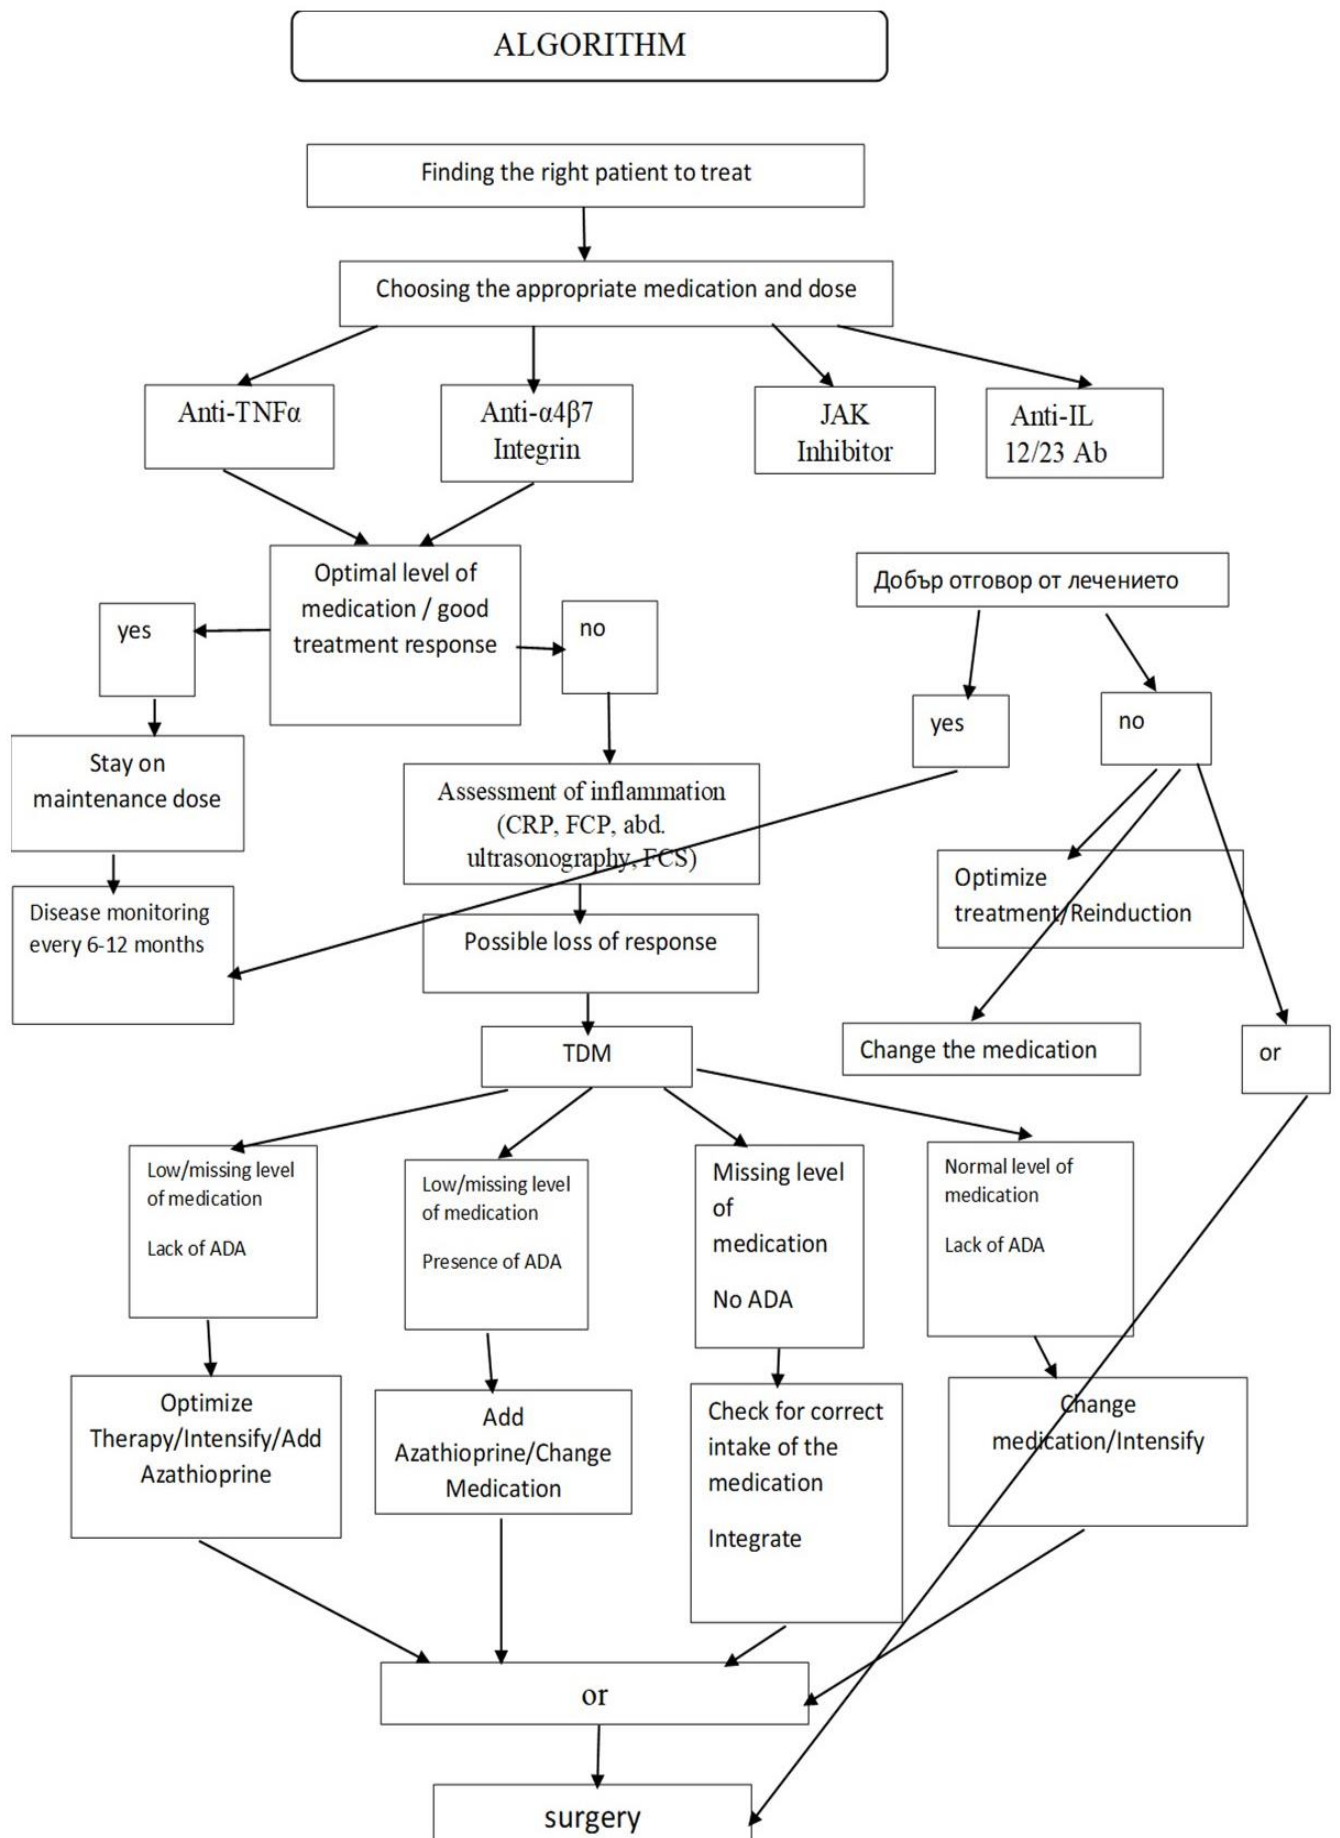 ALGORITHM
Finding the right patient to treat
Choosing the appropriate medication and dose
Anti-TNFα
Anti-α4β7
Integrin
JAK
Inhibitor
Anti-IL
12/23 Ab
Optimal level of
medication / good
treatment response
Добър отговор от лечението
yes
no
yes
no
Stay on
maintenance dose
Assessment of inflammation
(CRP, FCP, abd.
ultrasonography, FCS)
Optimize
treatment/Reinduction
Disease monitoring
every 6-12 months
Possible loss of response
TDM
Change the medication
or
Low/missing level
of medication
Lack of ADA
Low/missing level
of medication
Presence of ADA
Missing level
of
medication
No ADA
Normal level of
medication
Lack of ADA
Optimize
Therapy/Intensify/Add
Azathioprine
Add
Azathioprine/Change
Medication
Check for correct
intake of the
medication
Integrate
Change
medication/Intensify
or
surgery